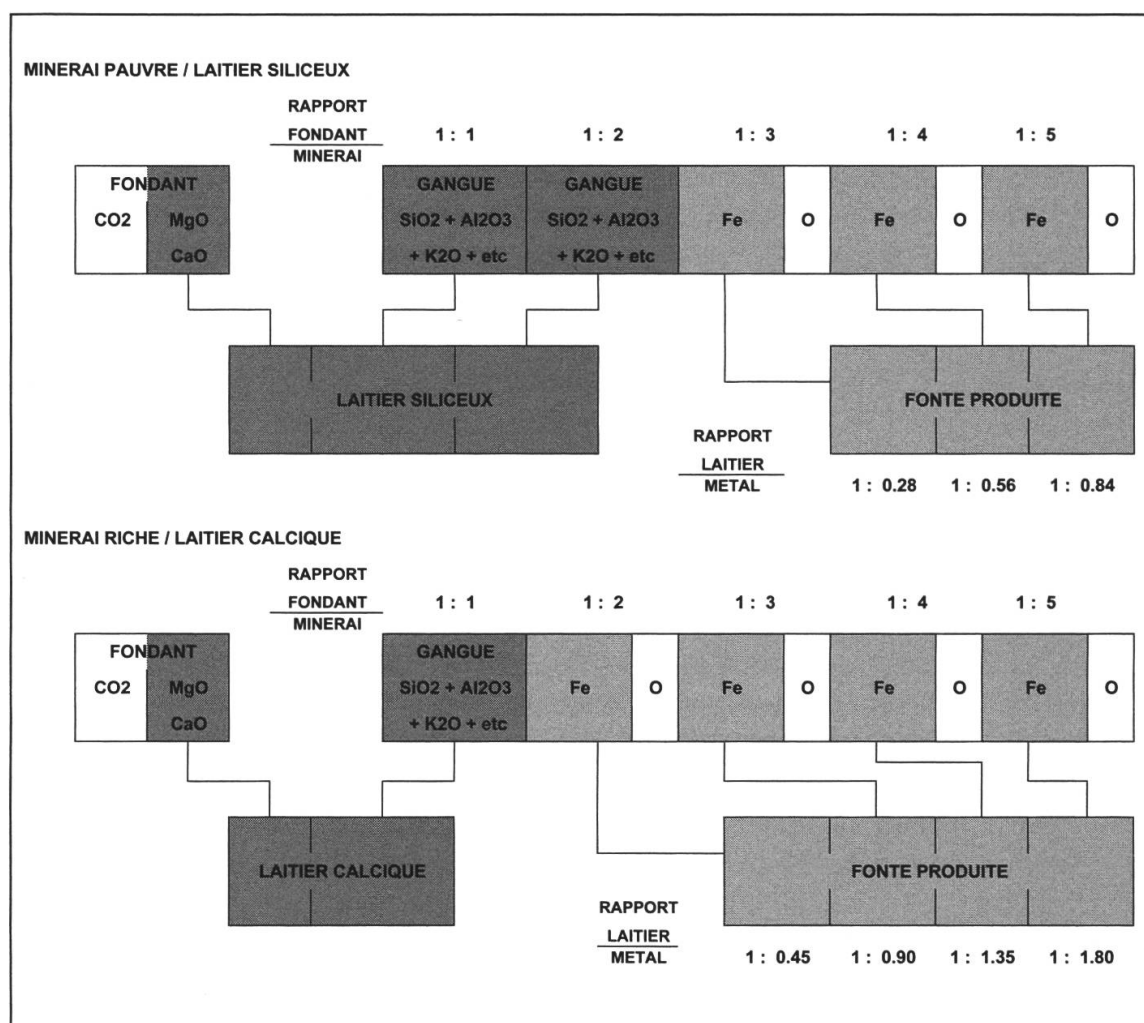 MINERAI PAUVRE / LAITIER SILICEUX
RAPPORT
FONDANT 1 : 1 1 : 2 1 : 3 1 : 4 1 : 5
MINERAI
FONDANT GANGUE GANGUE
CO2 MgO SiO2 + Al2O3 SiO2 + Al2O3 Fe O Fe O Fe O
CaO + K2O + etc + K2O + etc
LAITIER SILICEUX FONTE PRODUITE
RAPPORT
LAITIER
METAL 1 : 0.28 1 : 0.56 1 : 0.84
MINERAI RICHE / LAITIER CALCIQUE
RAPPORT
FONDANT 1 : 1 1 : 2 1 : 3 1 : 4 1 : 5
MINERAI
FONDANT GANGUE
CO2 MgO SiO2 + Al2O3 Fe O Fe O Fe O Fe O
CaO + K2O + etc
LAITIER CALCIQUE FONTE PRODUITE
RAPPORT
LAITIER
METAL 1 : 0.45 1 : 0.90 1 : 1.35 1 : 1.80